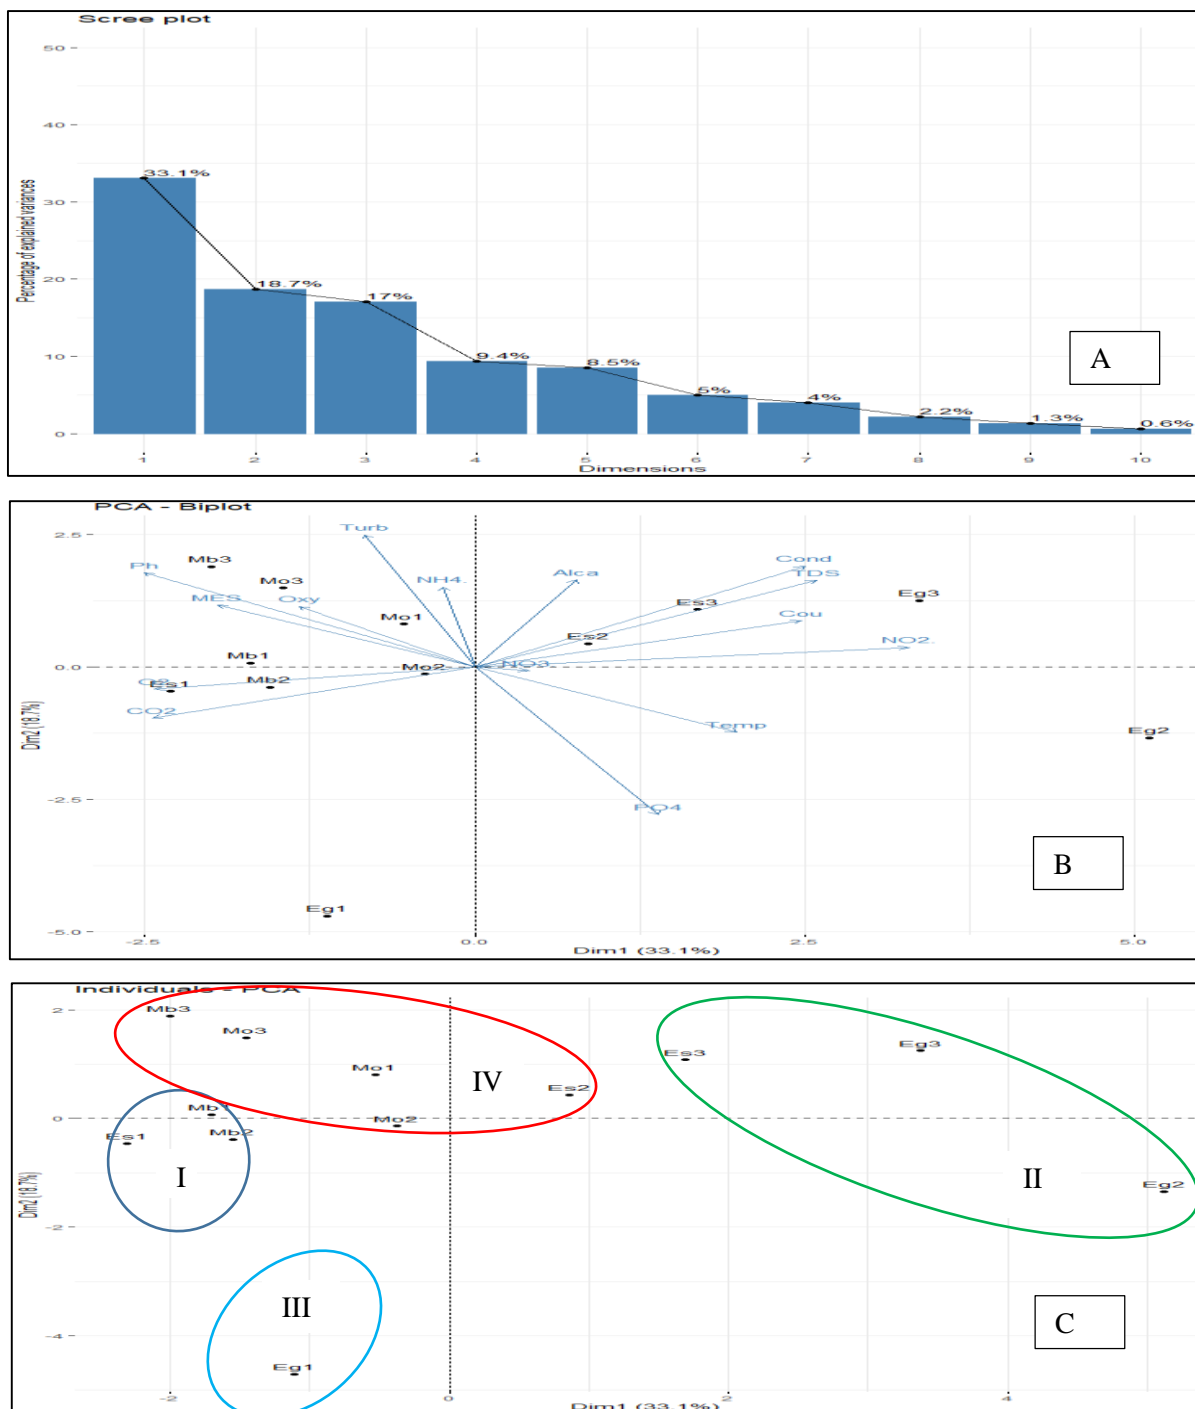 Scree plot
50
40
30
20
10
0
Percentage of explained variances
33.1%
18.7%
17%
9.4%
8.5%
5%
4%
2.2%
1.3%
0.6%
A
1 2 3 4 5 6 7 8 9 10
Dimensions
PCA - Biplot
2.5
0.0
-2.5
-5.0
Dim2 (18.7%)
Turb
Mb3
Ph
Mo3
NH4.
Alca
Cond
TDS
MES
Oxy
Es3
Eg3
Mo1
Cou
Es2
NO2.
Mb1
Mo2
NO3.
Es1
Mb2
CO2
Temp
Eg2
PO4
Eg1
B
-2.5 0.0 2.5 5.0
Dim1 (33.1%)
Individuals - PCA
2
0
-2
-4
Dim2 (18.7%)
Mb3
Mo3
Mo1
IV
Es2
Es3
Eg3
Mb1
Mo2
Es1
Mb2
I
II
Eg2
III
Eg1
C
-2 0 2 4
Dim1 (33.1%)